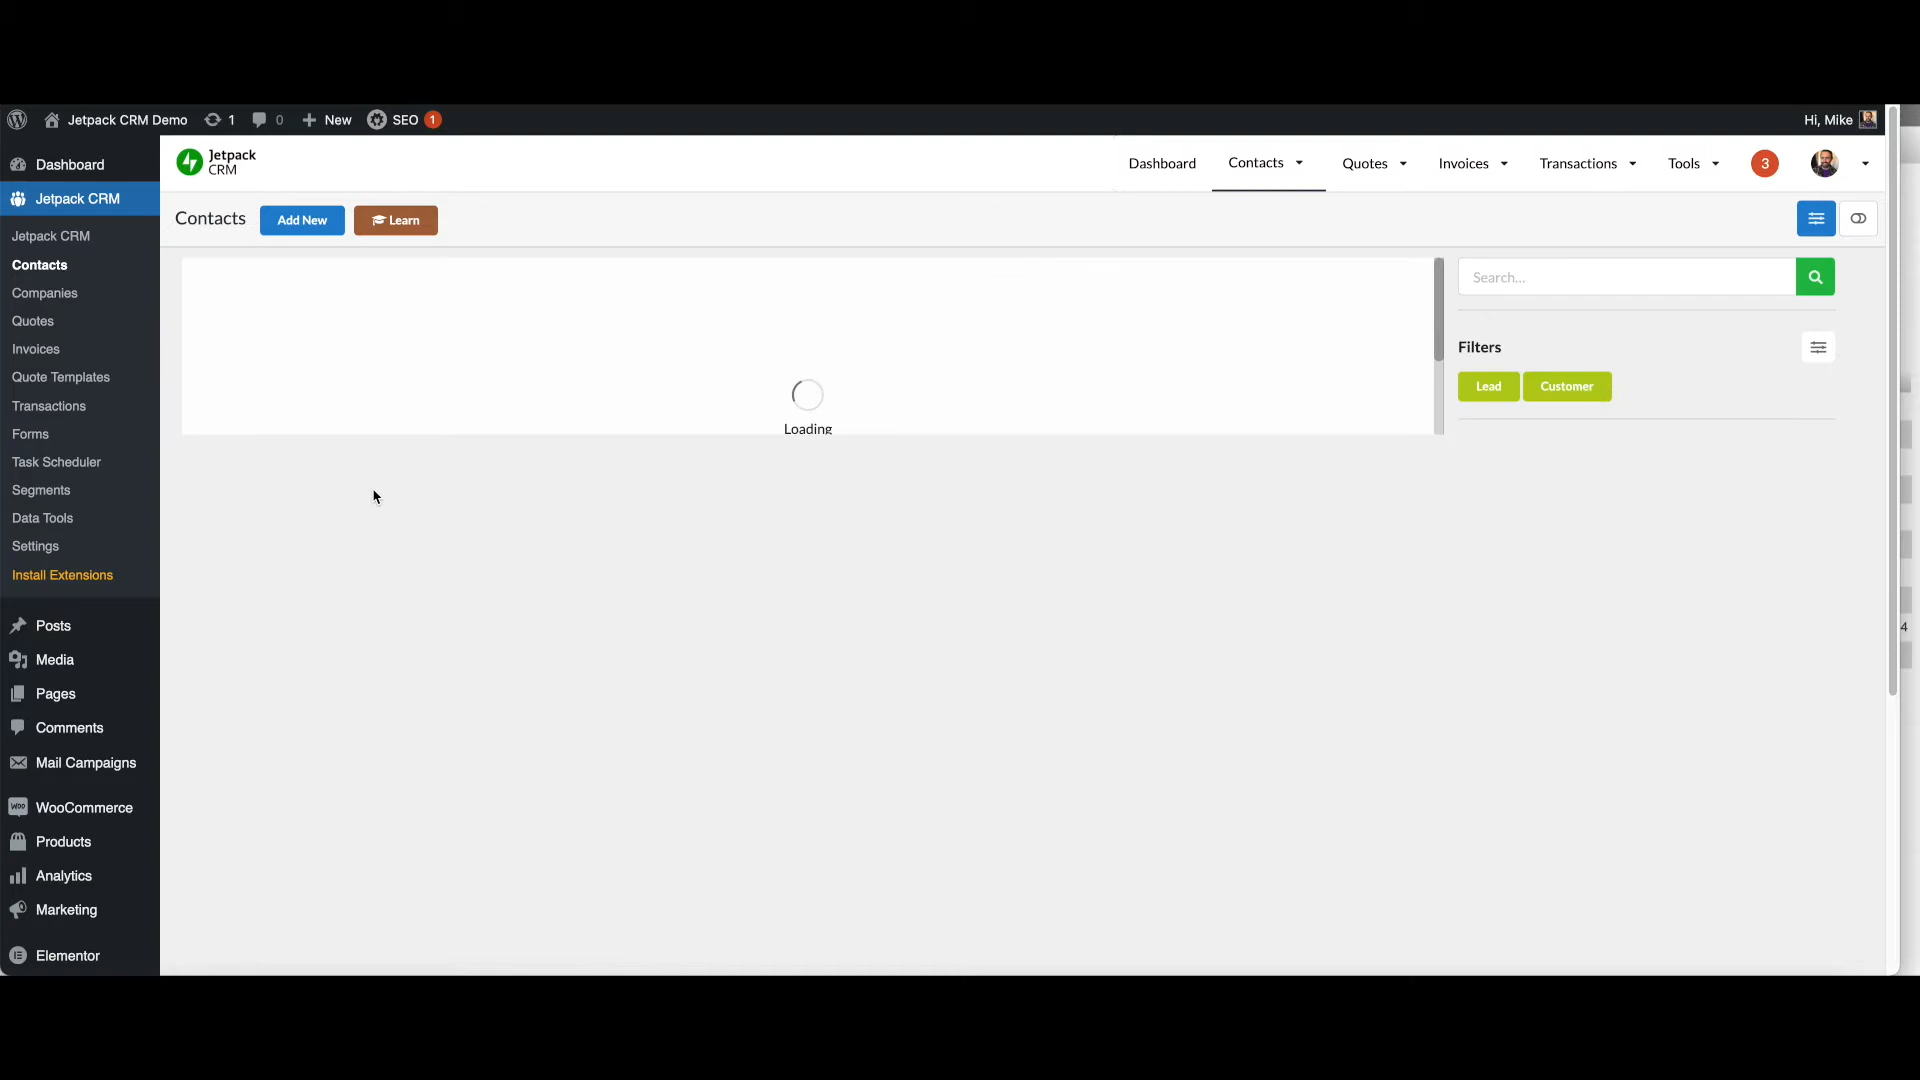 Jetpack CRM Demo 1 0 New SEO 1 Hi, Mike
Dashboard
Jetpack CRM
Jetpack CRM
Contacts
Companies
Quotes
Invoices
Quote Templates
Transactions
Forms
Task Scheduler
Segments
Data Tools
Settings
Install Extensions
Posts
Media
Pages
Comments
Mail Campaigns
WOO WooCommerce
Products
Analytics
Marketing
Elementor
Jetpack
CRM
Dashboard Contacts Quotes Invoices Transactions Tools 3
Contacts Add New Learn
Loading
Search...
Filters
Lead Customer
4